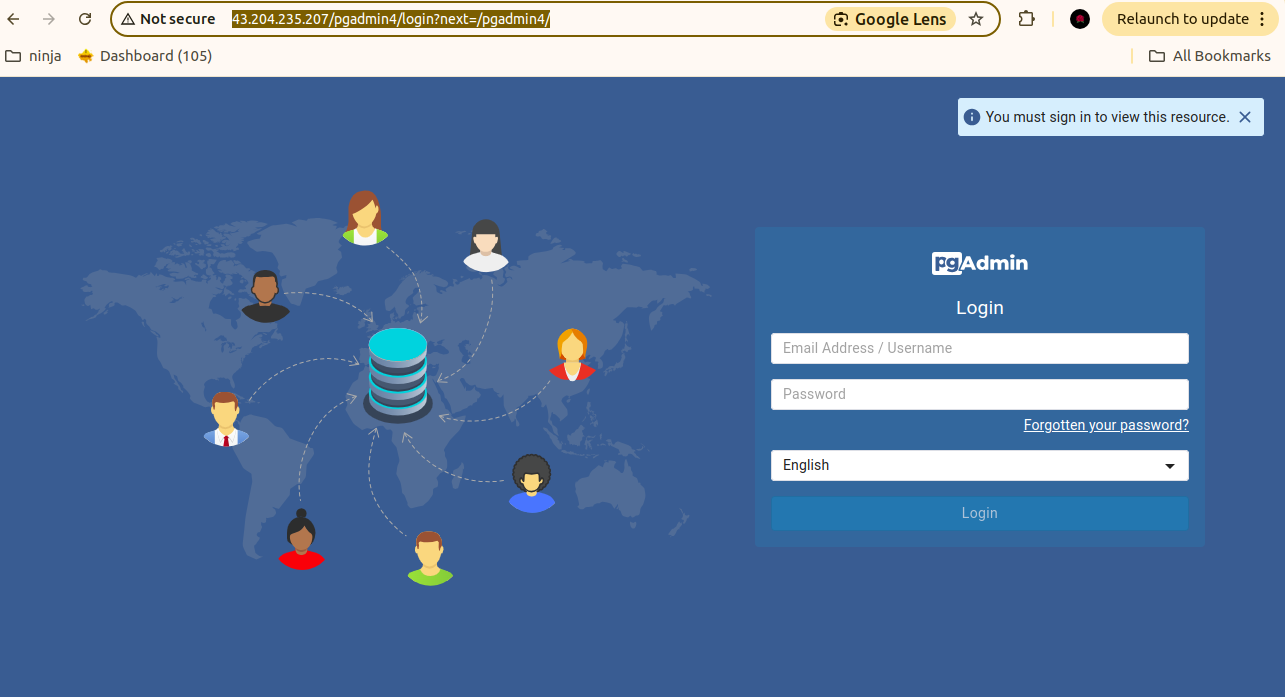 Not secure 43.204.235.207/pgadmin4/login?next=/pgadmin4/ Google Lens Relaunch to update
ninja Dashboard (105) All Bookmarks
You must sign in to view this resource.
pgAdmin
Login
Email Address / Username
Password
Forgotten your password?
English
Login